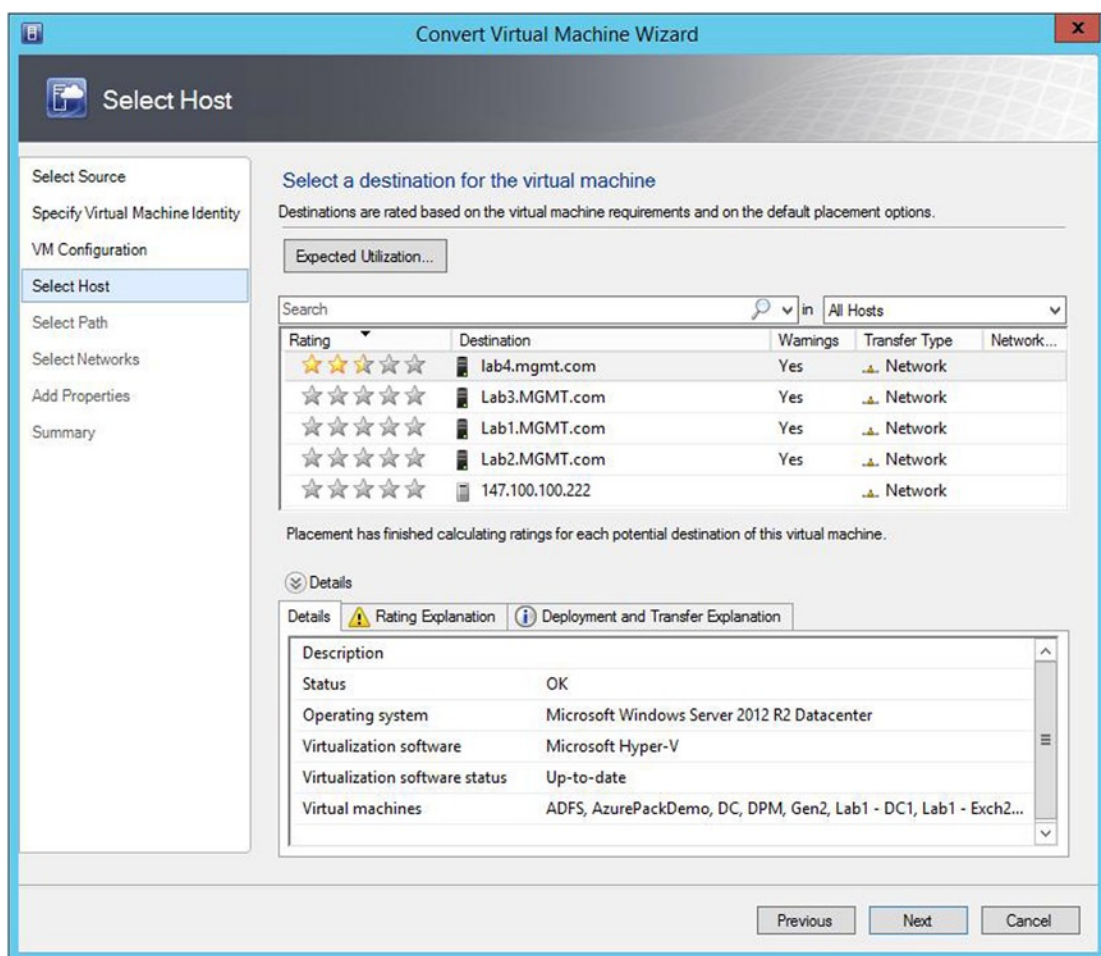 Convert Virtual Machine Wizard
x
Select Host
Select Source
Specify Virtual Machine Identity
VM Configuration
Select Host
Select Path
Select Networks
Add Properties
Summary
Select a destination for the virtual machine
Destinations are rated based on the virtual machine requirements and on the default placement options.
Expected Utilization...
Search in All Hosts
Rating Destination Warnings Transfer Type Network...
lab4.mgmt.com Yes Network
Lab3.MGMT.com Yes Network
Lab1.MGMT.com Yes Network
Lab2.MGMT.com Yes Network
147.100.100.222 Network
Placement has finished calculating ratings for each potential destination of this virtual machine.
Details
Details Rating Explanation Deployment and Transfer Explanation
Description
Status OK
Operating system Microsoft Windows Server 2012 R2 Datacenter
Virtualization software Microsoft Hyper-V
Virtualization software status Up-to-date
Virtual machines ADFS, AzurePackDemo, DC, DPM, Gen2, Lab1 - DC1, Lab1 - Exch2...
Previous Next Cancel